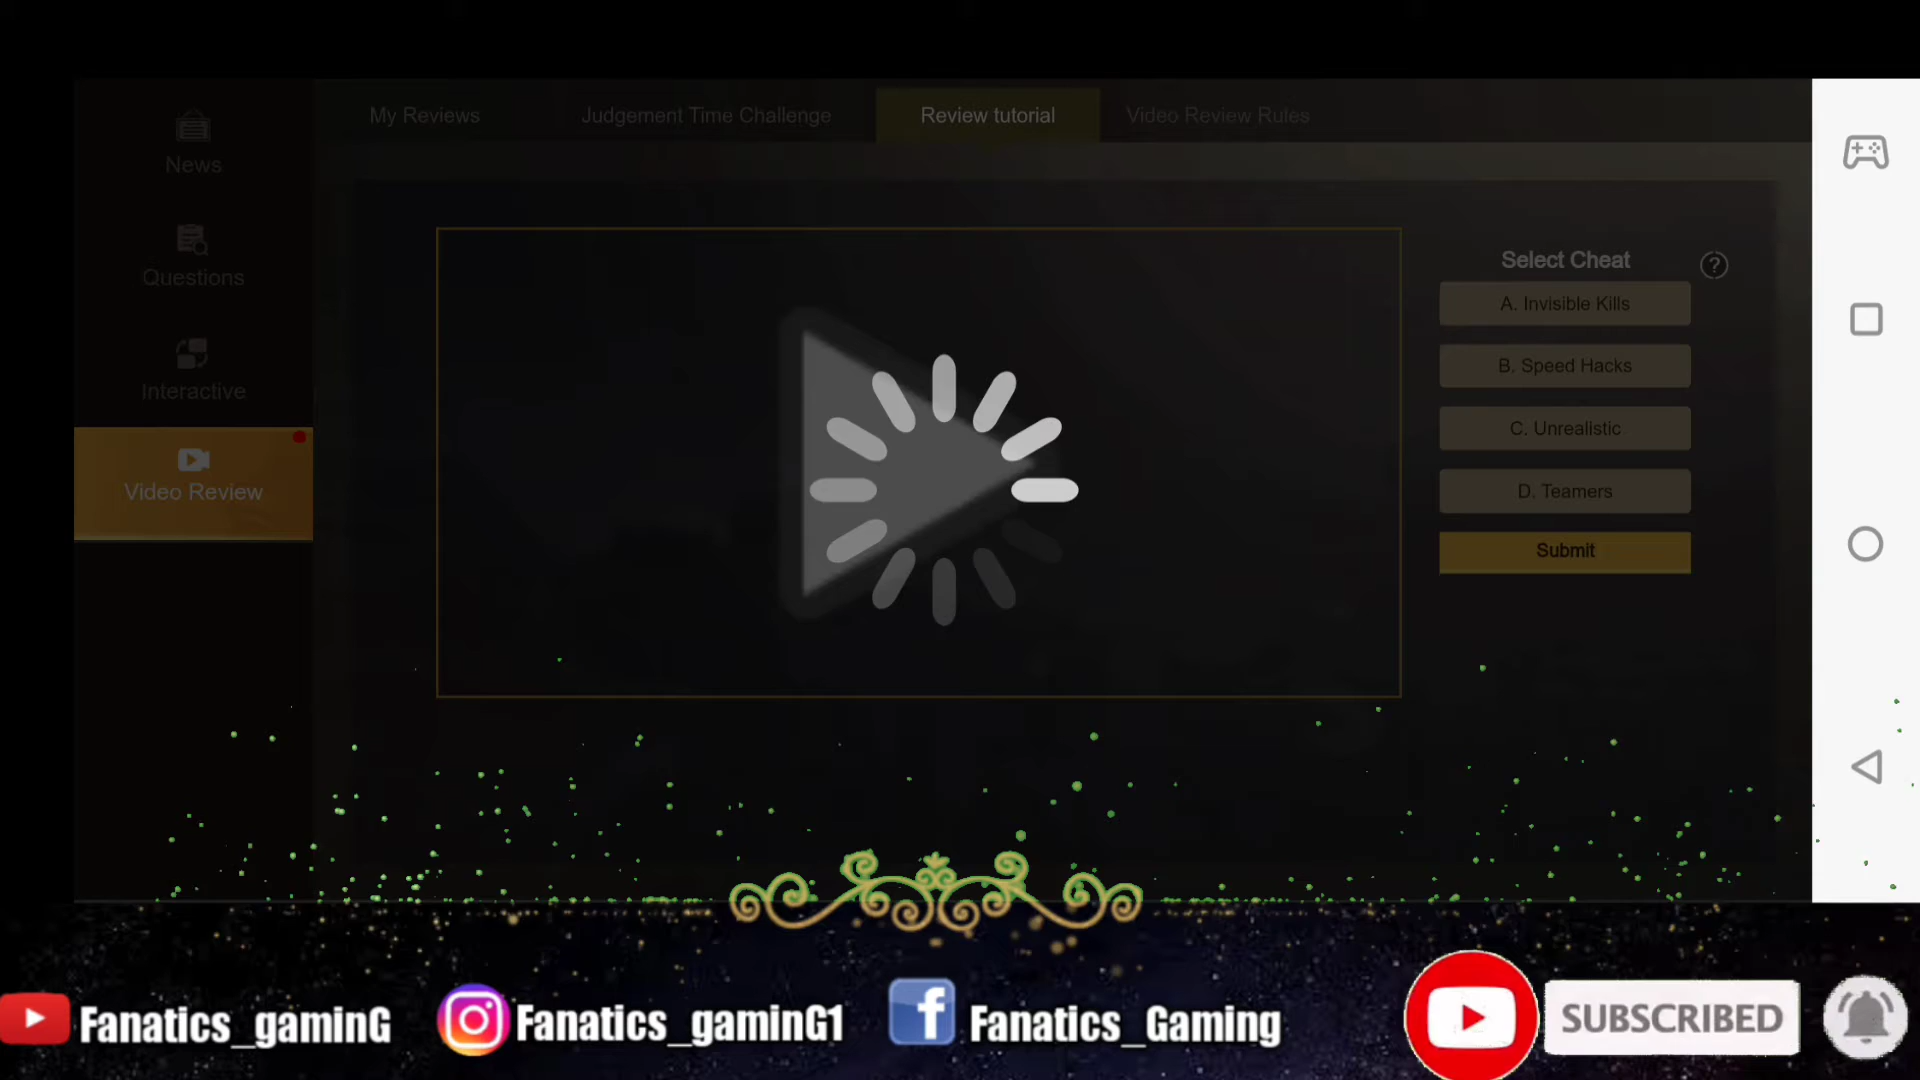 My Reviews
Judgement Time Challenge
Review tutorial
Video Review Rules
News
Questions
Interactive
Video Review
Select Cheat
?
A. Invisible Kills
B. Speed Hacks
C. Unrealistic
D. Teamers
Submit
Fanatics_gaminG
Fanatics_gaminG1
f
Fanatics_Gaming
SUBSCRIBED